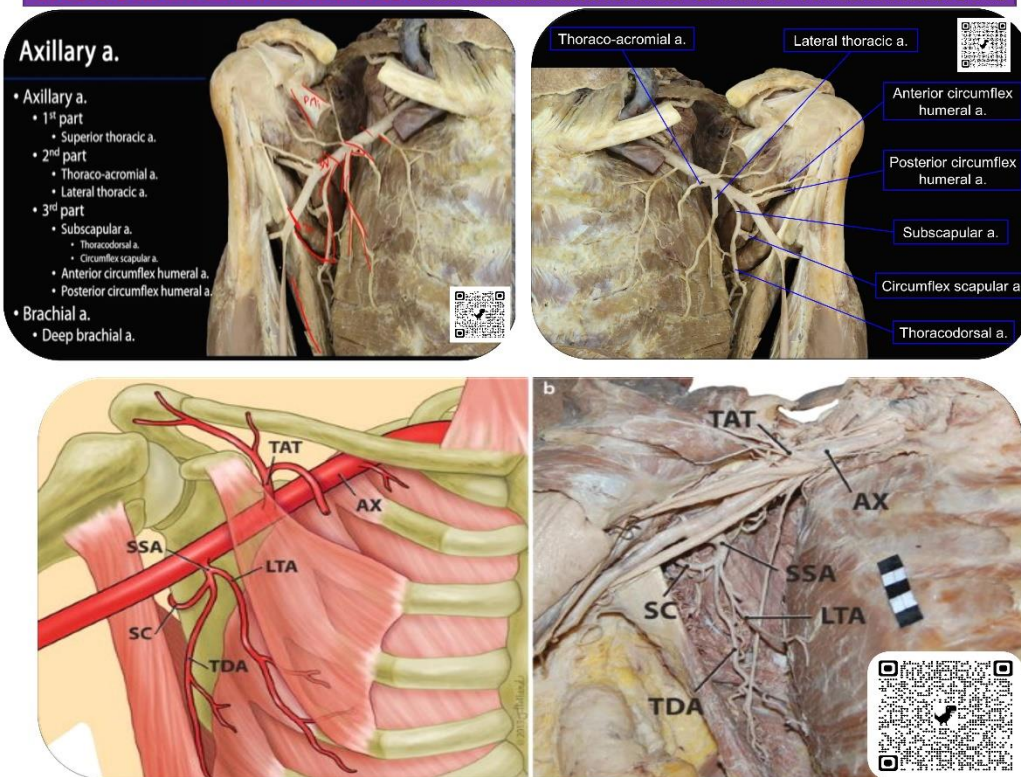 Axillary a.
• Axillary a.
• 1st part
• Superior thoracic a.
• 2nd part
• Thoraco-acromial a.
• Lateral thoracic a.
• 3rd part
• Subscapular a.
• Thoracodorsal a.
• Circumflex scapular a.
• Anterior circumflex humeral a.
• Posterior circumflex humeral a.
• Brachial a.
• Deep brachial a.
Thoraco-acromial a.
Lateral thoracic a.
Anterior circumflex
humeral a.
Posterior circumflex
humeral a.
Subscapular a.
Circumflex scapular a
Thoracodorsal a.
TAT
AX
SSA
LTA
SC
TDA
b
TAT
AX
SSA
SC
LTA
TDA